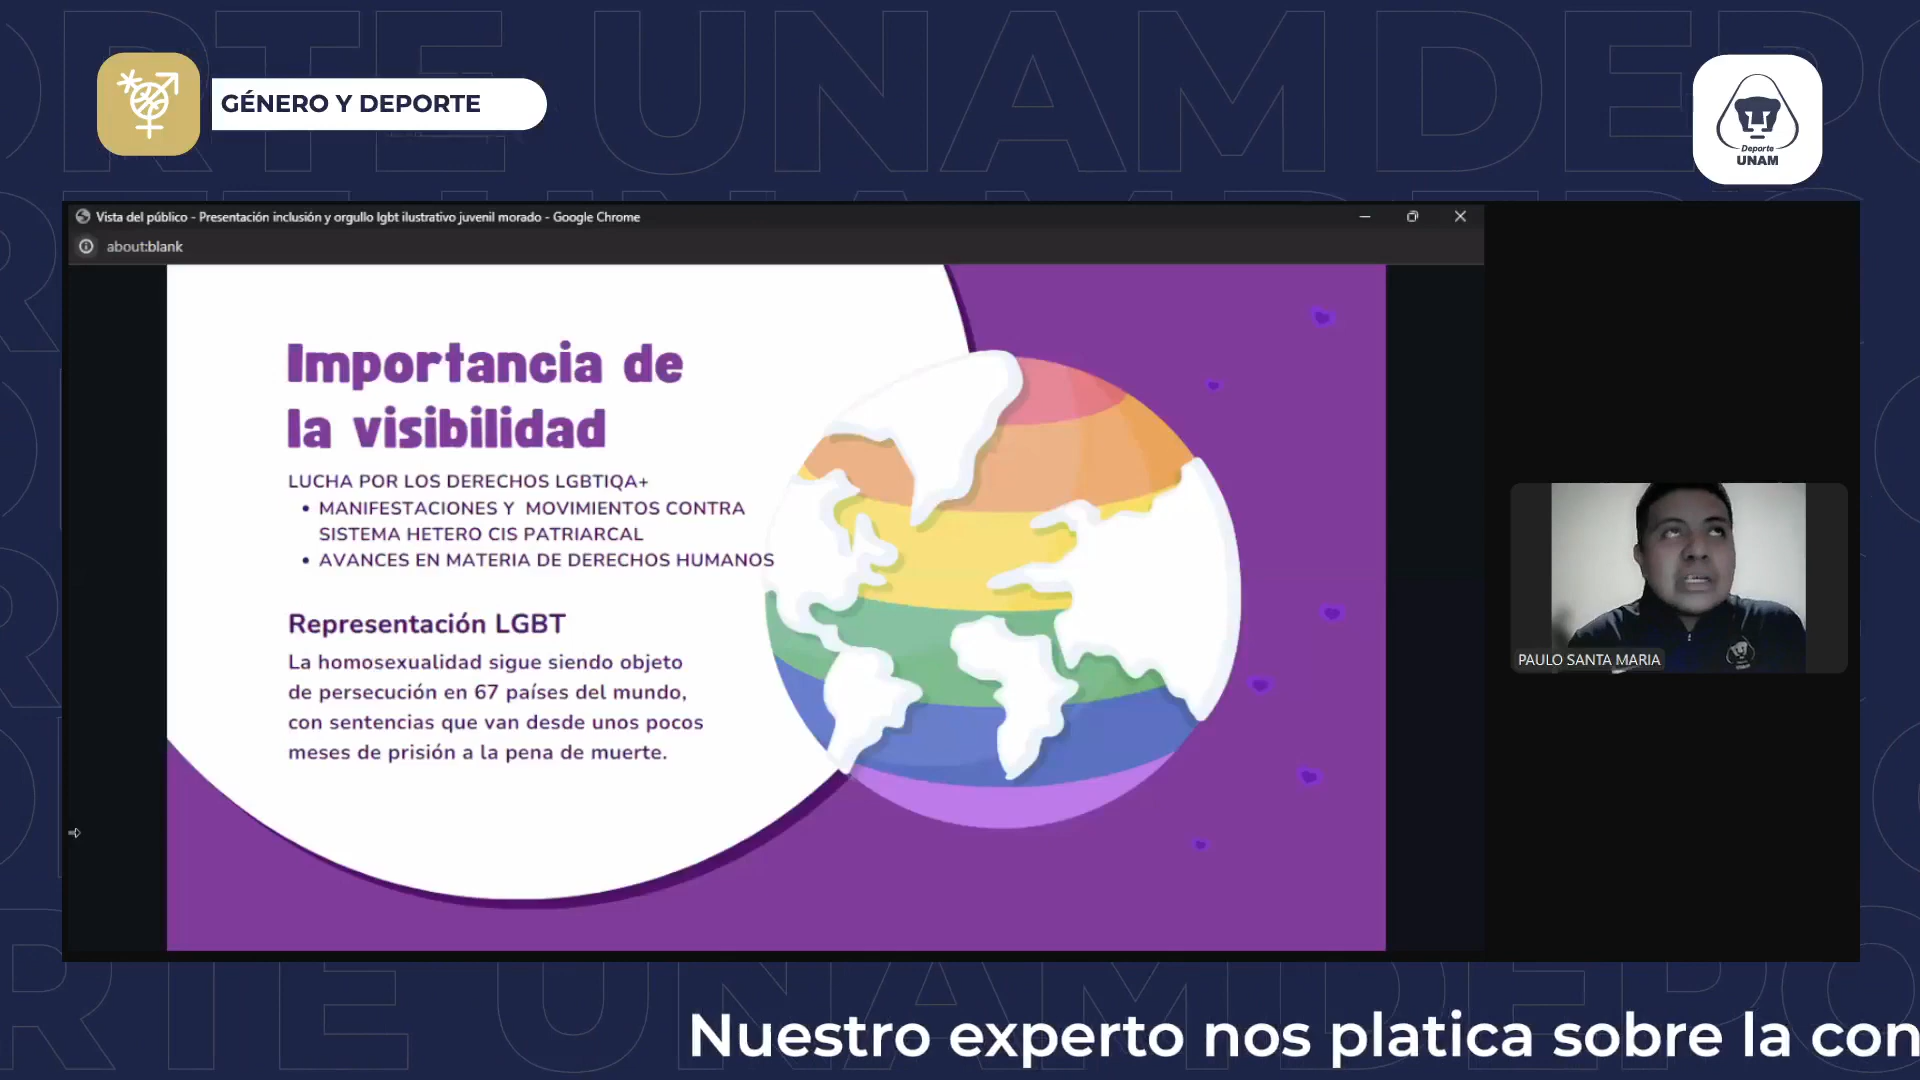 GÉNERO Y DEPORTE
Deporte
UNAM
Vista del público - Presentación inclusión y orgullo lgbt ilustrativo juvenil morado - Google Chrome
about:blank
Importancia de
la visibilidad
LUCHA POR LOS DERECHOS LGBTIQA+
• MANIFESTACIONES Y MOVIMIENTOS CONTRA
SISTEMA HETERO CIS PATRIARCAL
• AVANCES EN MATERIA DE DERECHOS HUMANOS
Representación LGBT
La homosexualidad sigue siendo objeto
de persecución en 67 países del mundo,
con sentencias que van desde unos pocos
meses de prisión a la pena de muerte.
PAULO SANTA MARIA
Nuestro experto nos platica sobre la con